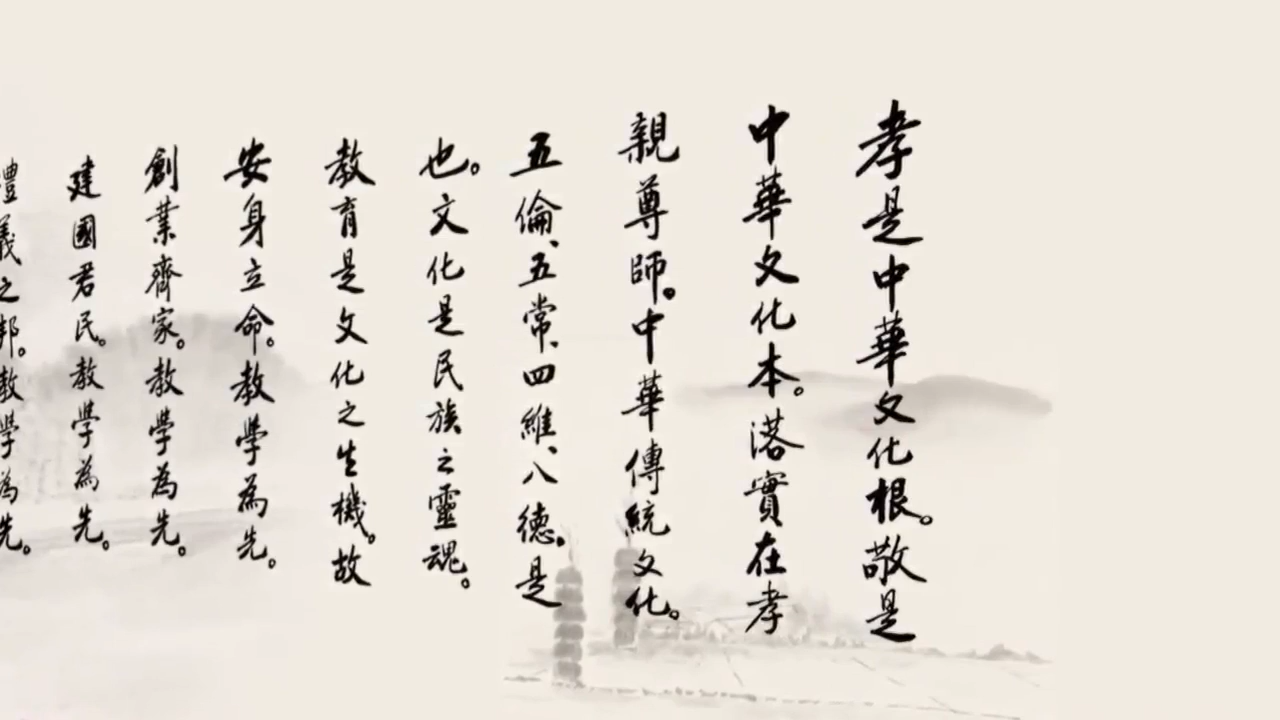 孝是中華文化根。敬是
中華文化本。落實在孝
親尊師。中華傳統文化。
五倫、五常、四維、八德。是
也。文化是民族之靈魂。
教育是文化之生機。故
安身立命。教學為先。
創業齊家。教學為先。
建國君民。教學為先。
禮義之邦。教學為先。